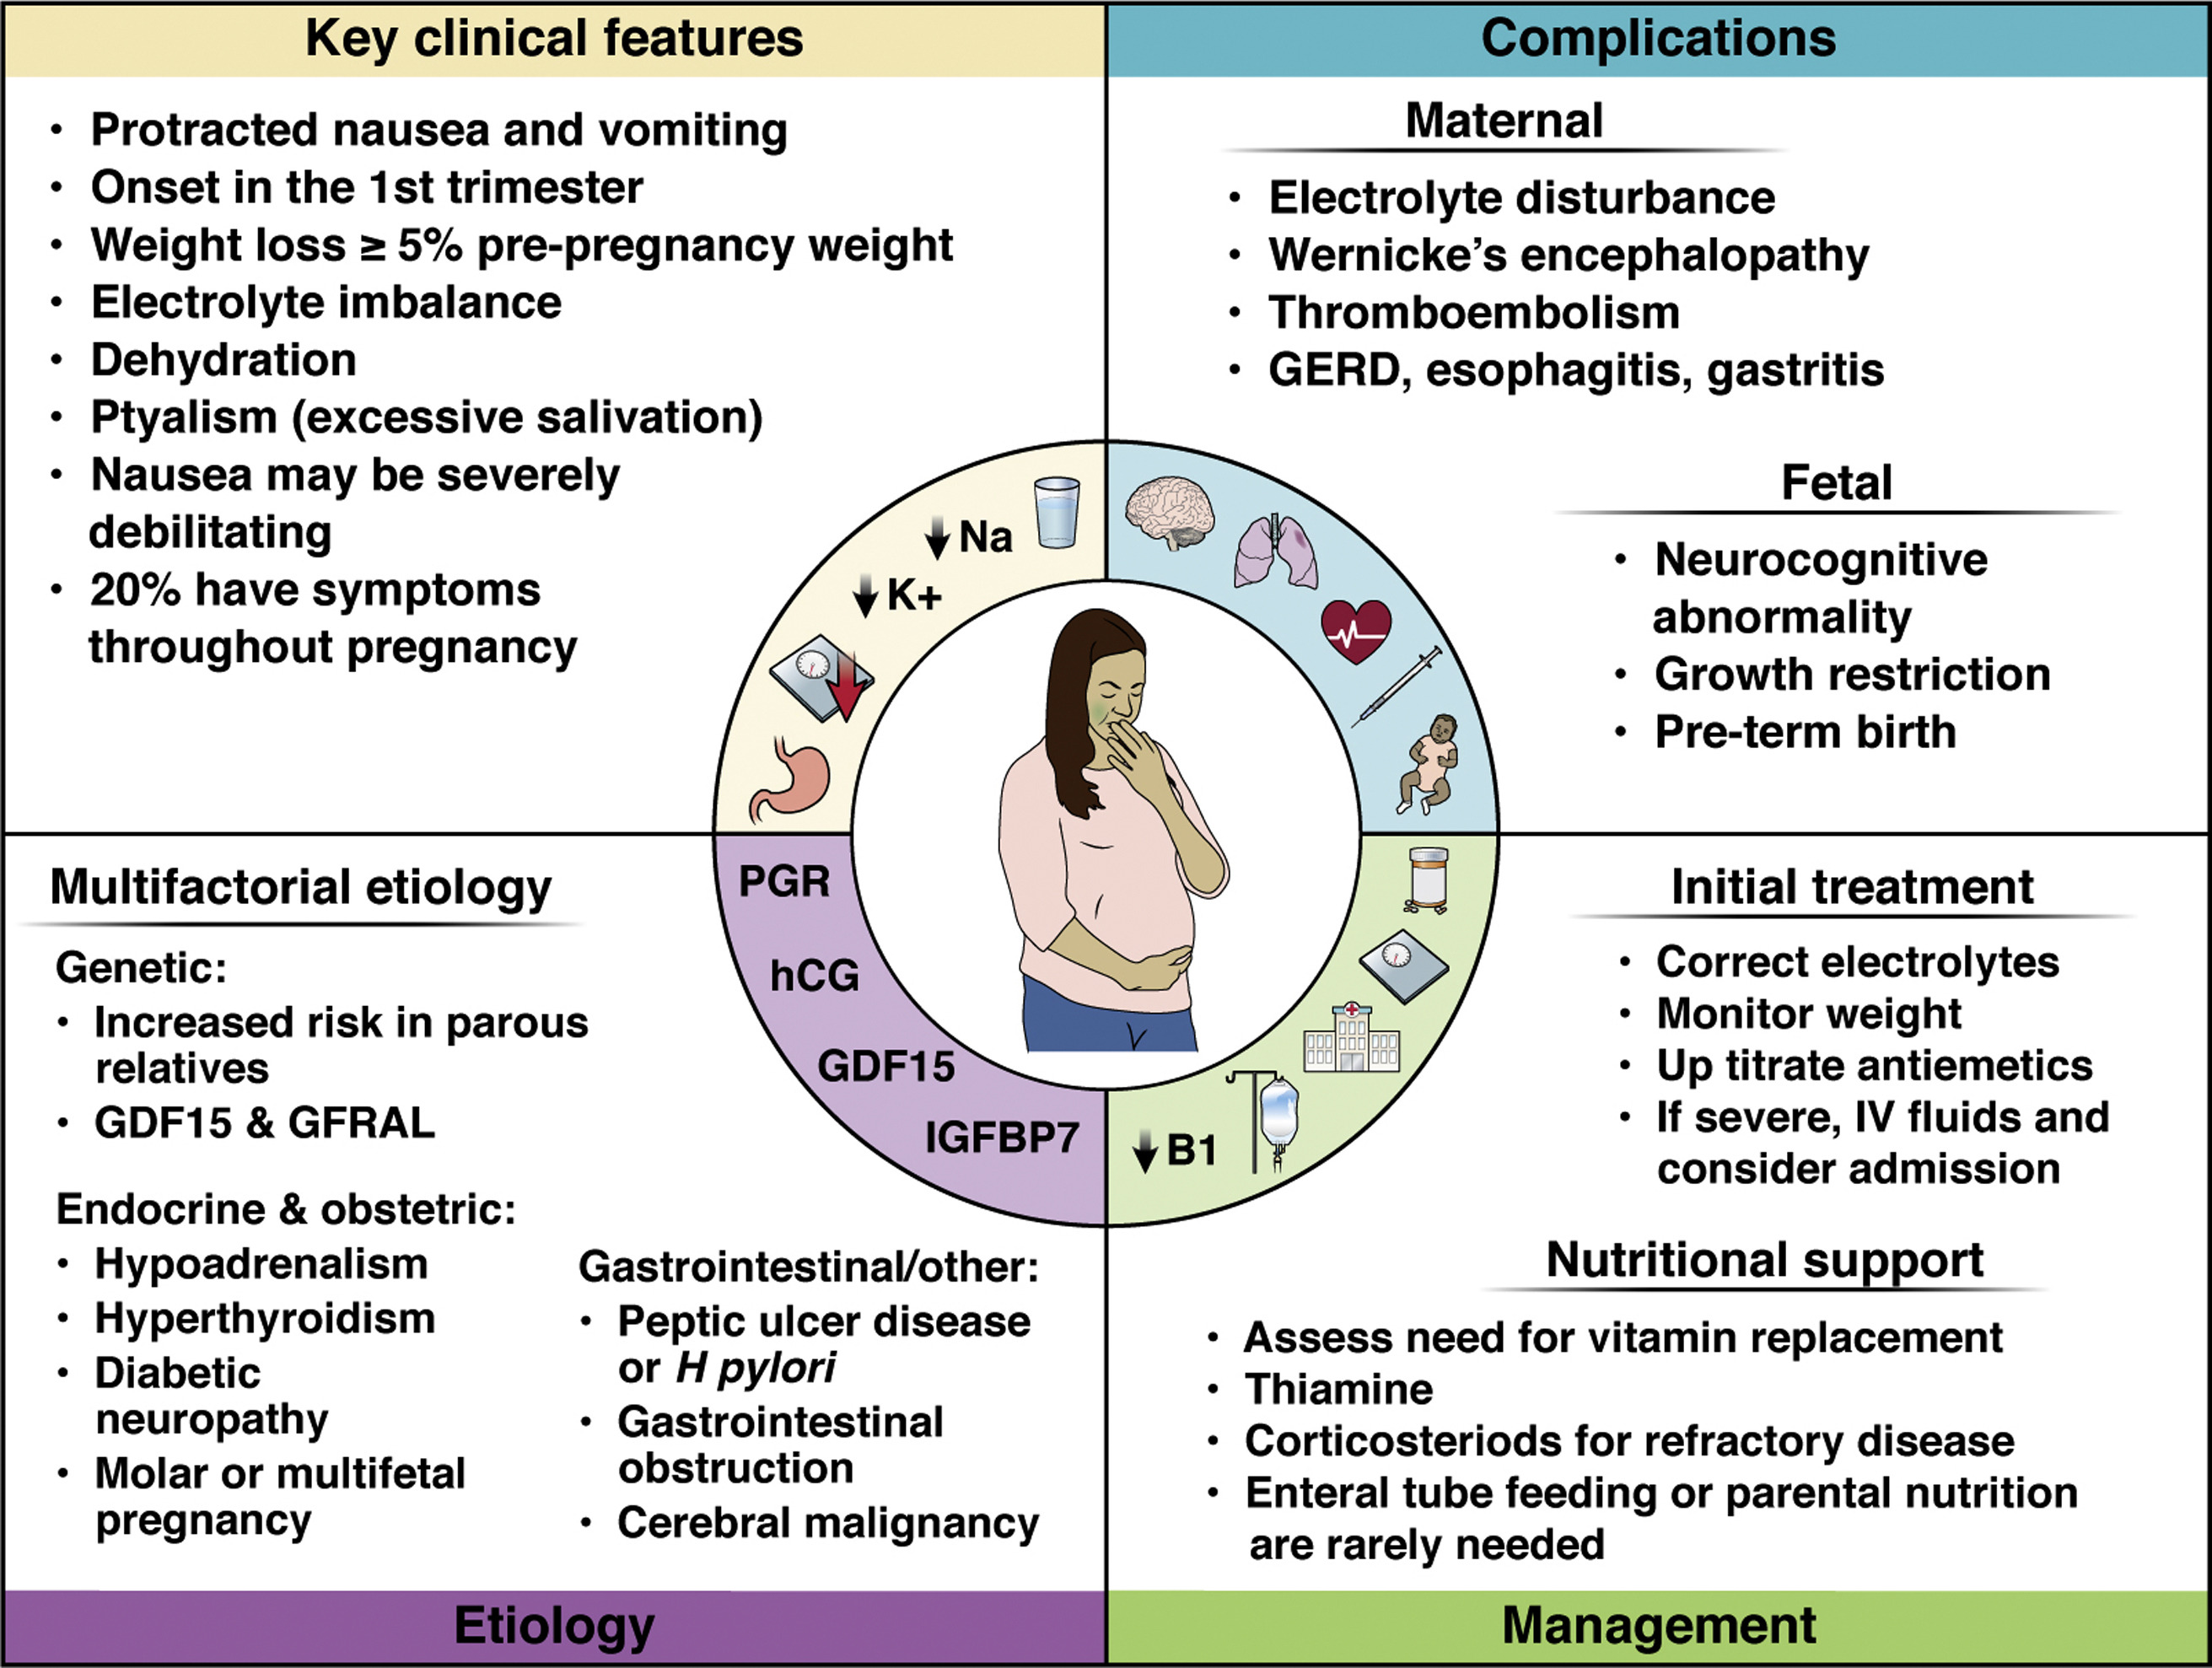 Key clinical features
• Protracted nausea and vomiting
• Onset in the 1st trimester
• Weight loss ≥ 5% pre-pregnancy weight
• Electrolyte imbalance
• Dehydration
• Ptyalism (excessive salivation)
• Nausea may be severely
debilitating
• 20% have symptoms
throughout pregnancy
Na
K+
Complications
Maternal
• Electrolyte disturbance
• Wernicke’s encephalopathy
• Thromboembolism
• GERD, esophagitis, gastritis
Fetal
• Neurocognitive
abnormality
• Growth restriction
• Pre-term birth
Multifactorial etiology
Genetic:
• Increased risk in parous
relatives
• GDF15 & GFRAL
Endocrine & obstetric:
• Hypoadrenalism
• Hyperthyroidism
• Diabetic
neuropathy
• Molar or multifetal
pregnancy
Gastrointestinal/other:
• Peptic ulcer disease
or H pylori
• Gastrointestinal
obstruction
• Cerebral malignancy
PGR
hCG
GDF15
IGFBP7
Etiology
B1
Initial treatment
• Correct electrolytes
• Monitor weight
• Up titrate antiemetics
• If severe, IV fluids and
consider admission
Nutritional support
• Assess need for vitamin replacement
• Thiamine
• Corticosteriods for refractory disease
• Enteral tube feeding or parental nutrition
are rarely needed
Management